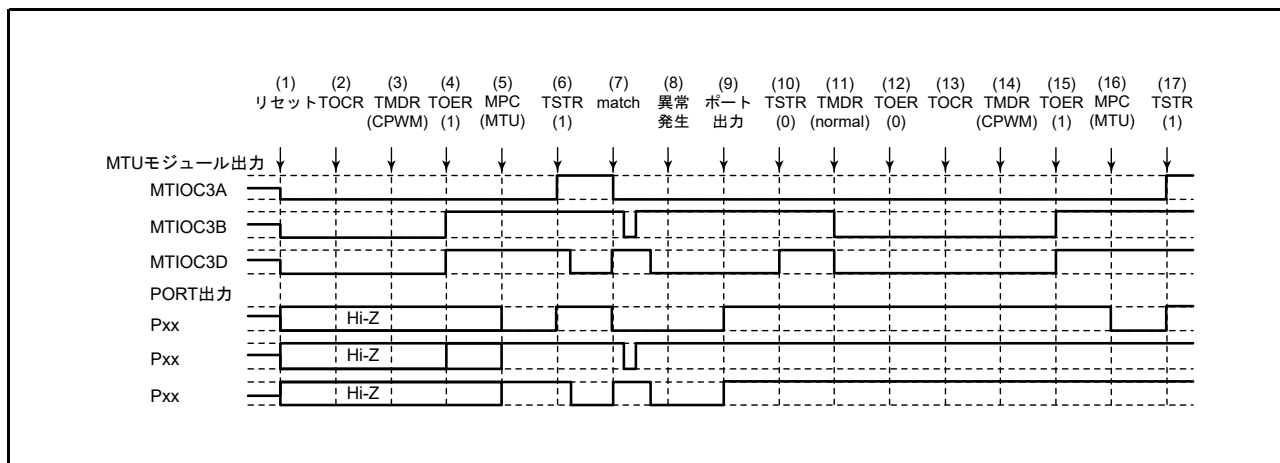 (1) (2) (3) (4) (5) (6) (7) (8) (9) (10) (11) (12) (13) (14) (15) (16) (17)
リセット TOCR TMDR TOER MPC TSTR match 異常 ポート TSTR TMDR TOER TOCR TMDR TOER MPC TSTR
(CPWM) (1) (MTU) (1) 発生 出力 (0) (normal) (0) (CPWM) (1) (MTU) (1)
MTUモジュール出力
MTIOC3A
MTIOC3B
MTIOC3D
PORT出力
Pxx Hi-Z
Pxx Hi-Z
Pxx Hi-Z